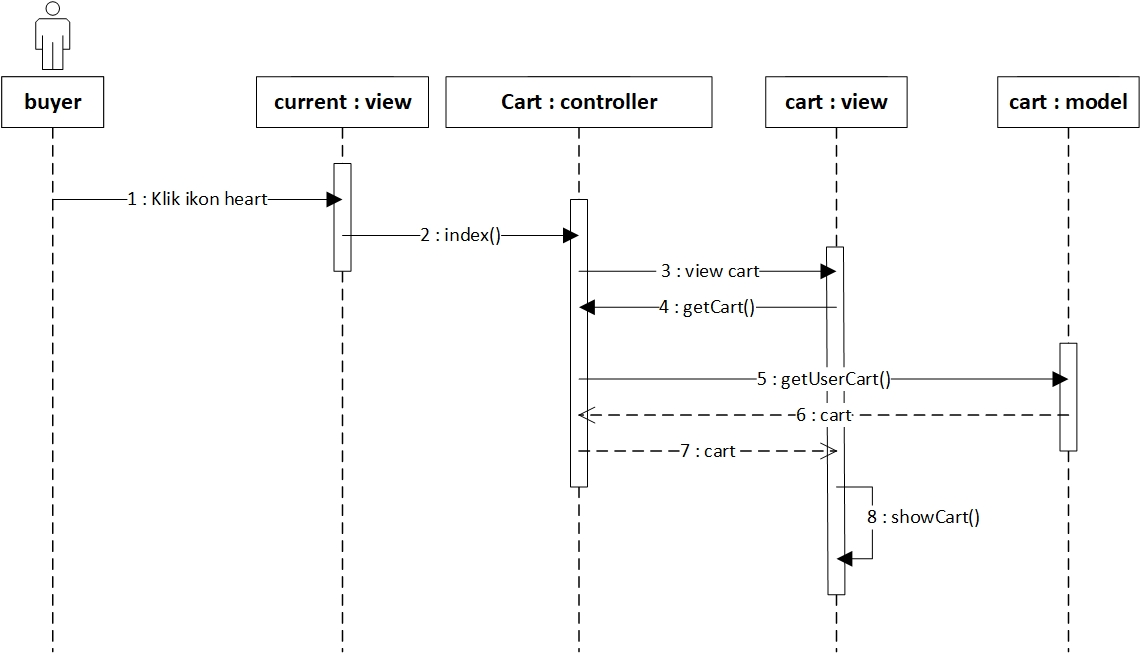 buyer
current : view
Cart : controller
cart : view
cart : model
1 : Klik ikon heart
2 : index()
3 : view cart
4 : getCart()
5 : getUserCart()
6 : cart
7 : cart
8 : showCart()